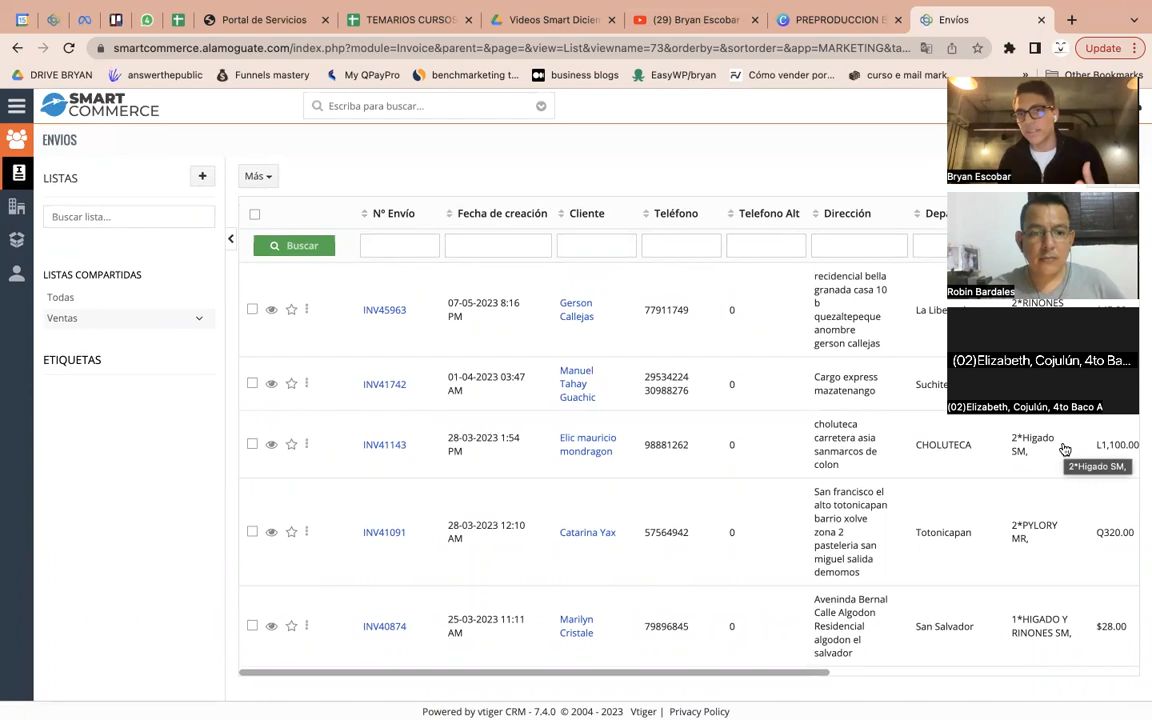 Portal de Servicios
TEMARIOS CURSOS
Videos Smart Dicien
(29) Bryan Escobar
PREPRODUCCION E
Envíos
smartcommerce.alamoguate.com/index.php?module=Invoice&parent=&page=&view=List&viewname=73&orderby=&sortorder=&app=MARKETING&ta...
Update
DRIVE BRYAN
answerthepublic
Funnels mastery
My QPayPro
benchmarketing t...
business blogs
EasyWP/bryan
Cómo vender por...
curso e mail mark...
»
Other Bookmarks
SMART
COMMERCE
Escriba para buscar...
ENVIOS
LISTAS
Buscar lista...
LISTAS COMPARTIDAS
Todas
Ventas
ETIQUETAS
Más
Nº Envío
Fecha de creación
Cliente
Teléfono
Telefono Alt
Dirección
Depa
Buscar
INV45963
07-05-2023 8:16
PM
Gerson
Callejas
77911749
0
recidencial bella
granada casa 10
b
quezaltepeque
anombre
gerson callejas
La Libe
2*RINONES
INV41742
01-04-2023 03:47
AM
Manuel
Tahay
Guachic
29534224
30988276
0
Cargo express
mazatenango
Suchite
INV41143
28-03-2023 1:54
PM
Elic mauricio
mondragon
98881262
0
choluteca
carretera asia
sanmarcos de
colon
CHOLUTECA
2*Higado
SM,
L1,100.00
2*Higado SM,
INV41091
28-03-2023 12:10
AM
Catarina Yax
57564942
0
San francisco el
alto totonicapan
barrio xolve
zona 2
pasteleria san
miguel salida
demomos
Totonicapan
2*PYLORY
MR,
Q320.00
INV40874
25-03-2023 11:11
AM
Marilyn
Cristale
79896845
0
Aveninda Bernal
Calle Algodon
Residencial
algodon el
salvador
San Salvador
1*HIGADO Y
RINONES SM,
$28.00
Bryan Escobar
Robin Bardales
(02)Elizabeth, Cojulún, 4to Ba...
(02)Elizabeth, Cojulún, 4to Baco A
Powered by vtiger CRM - 7.4.0 © 2004 - 2023 Vtiger | Privacy Policy